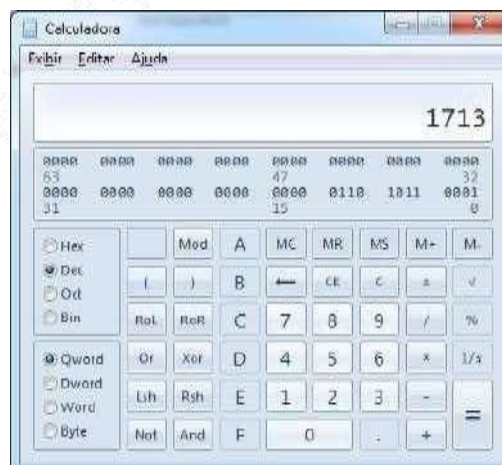 Calculadora
Exibir Editar Ajuda
1713
0000 0000 0000 0000 0000 0000 0000 0000
63 47 32
0000 0000 0000 0000 0000 0110 1011 0001
31 15 0
Hex Mod A MC MR MS M+ M-
Dec ( ) B ← CE C ± √
Oct
Bin RoL RoR C 7 8 9 / %
Qword Or Xor D 4 5 6 * 1/x
Dword Lsh Rsh E 1 2 3 - =
Word
Byte Not And F 0 . +